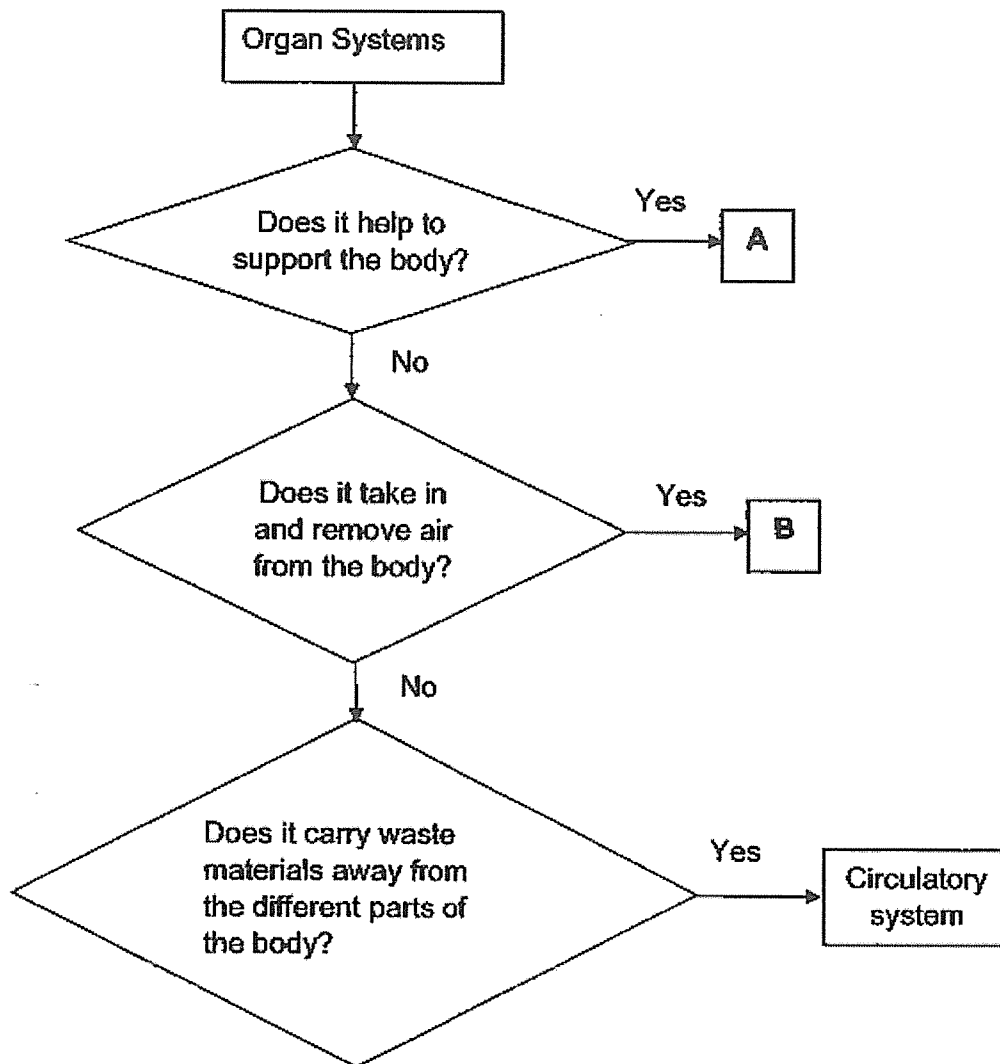 Organ Systems
Does it help to
support the body?
Yes
A
No
Does it take in
and remove air
from the body?
Yes
B
No
Does it carry waste
materials away from
the different parts of
the body?
Yes
Circulatory
system